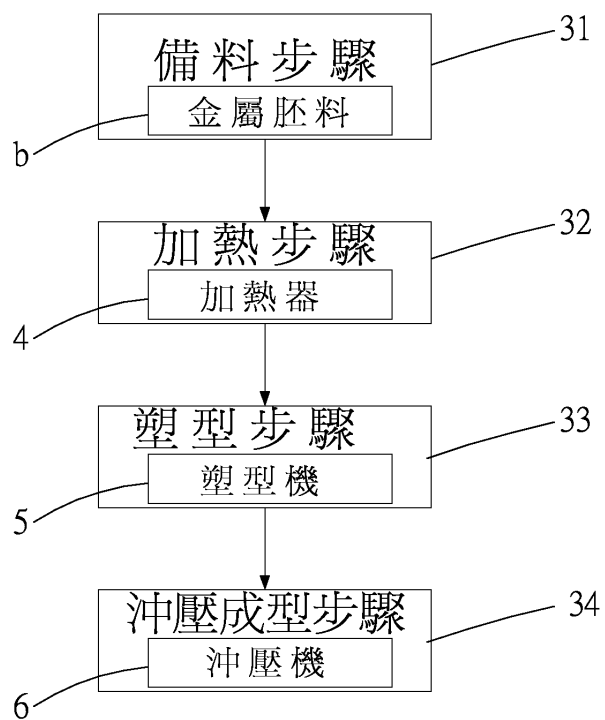 備料步驟
31
金屬胚料
b
加熱步驟
32
加熱器
4
塑型步驟
33
塑型機
5
沖壓成型步驟
34
沖壓機
6